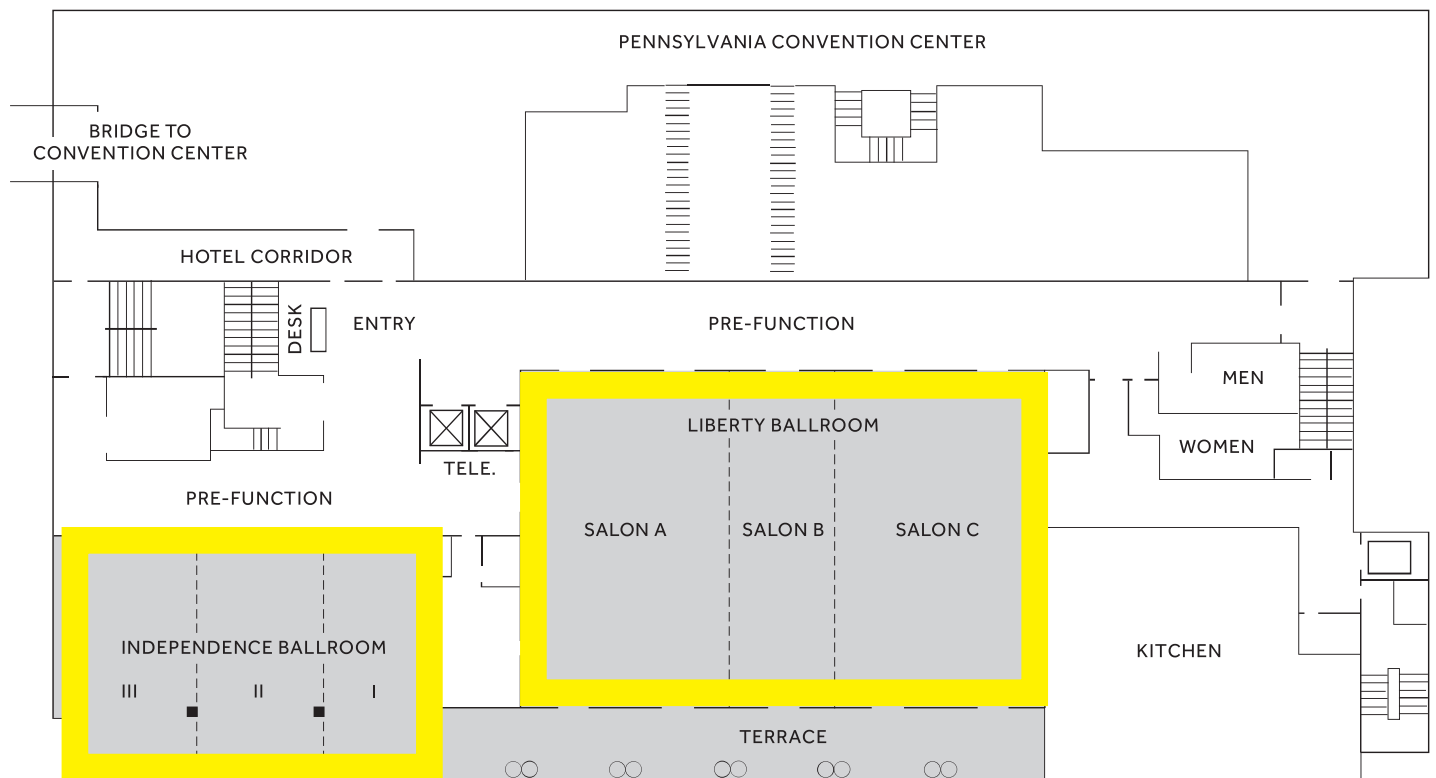 PENNSYLVANIA CONVENTION CENTER
BRIDGE TO
CONVENTION CENTER
HOTEL CORRIDOR
DESK
ENTRY
PRE-FUNCTION
MEN
LIBERTY BALLROOM
WOMEN
TELE.
PRE-FUNCTION
SALON A
SALON B
SALON C
INDEPENDENCE BALLROOM
KITCHEN
III
II
I
TERRACE